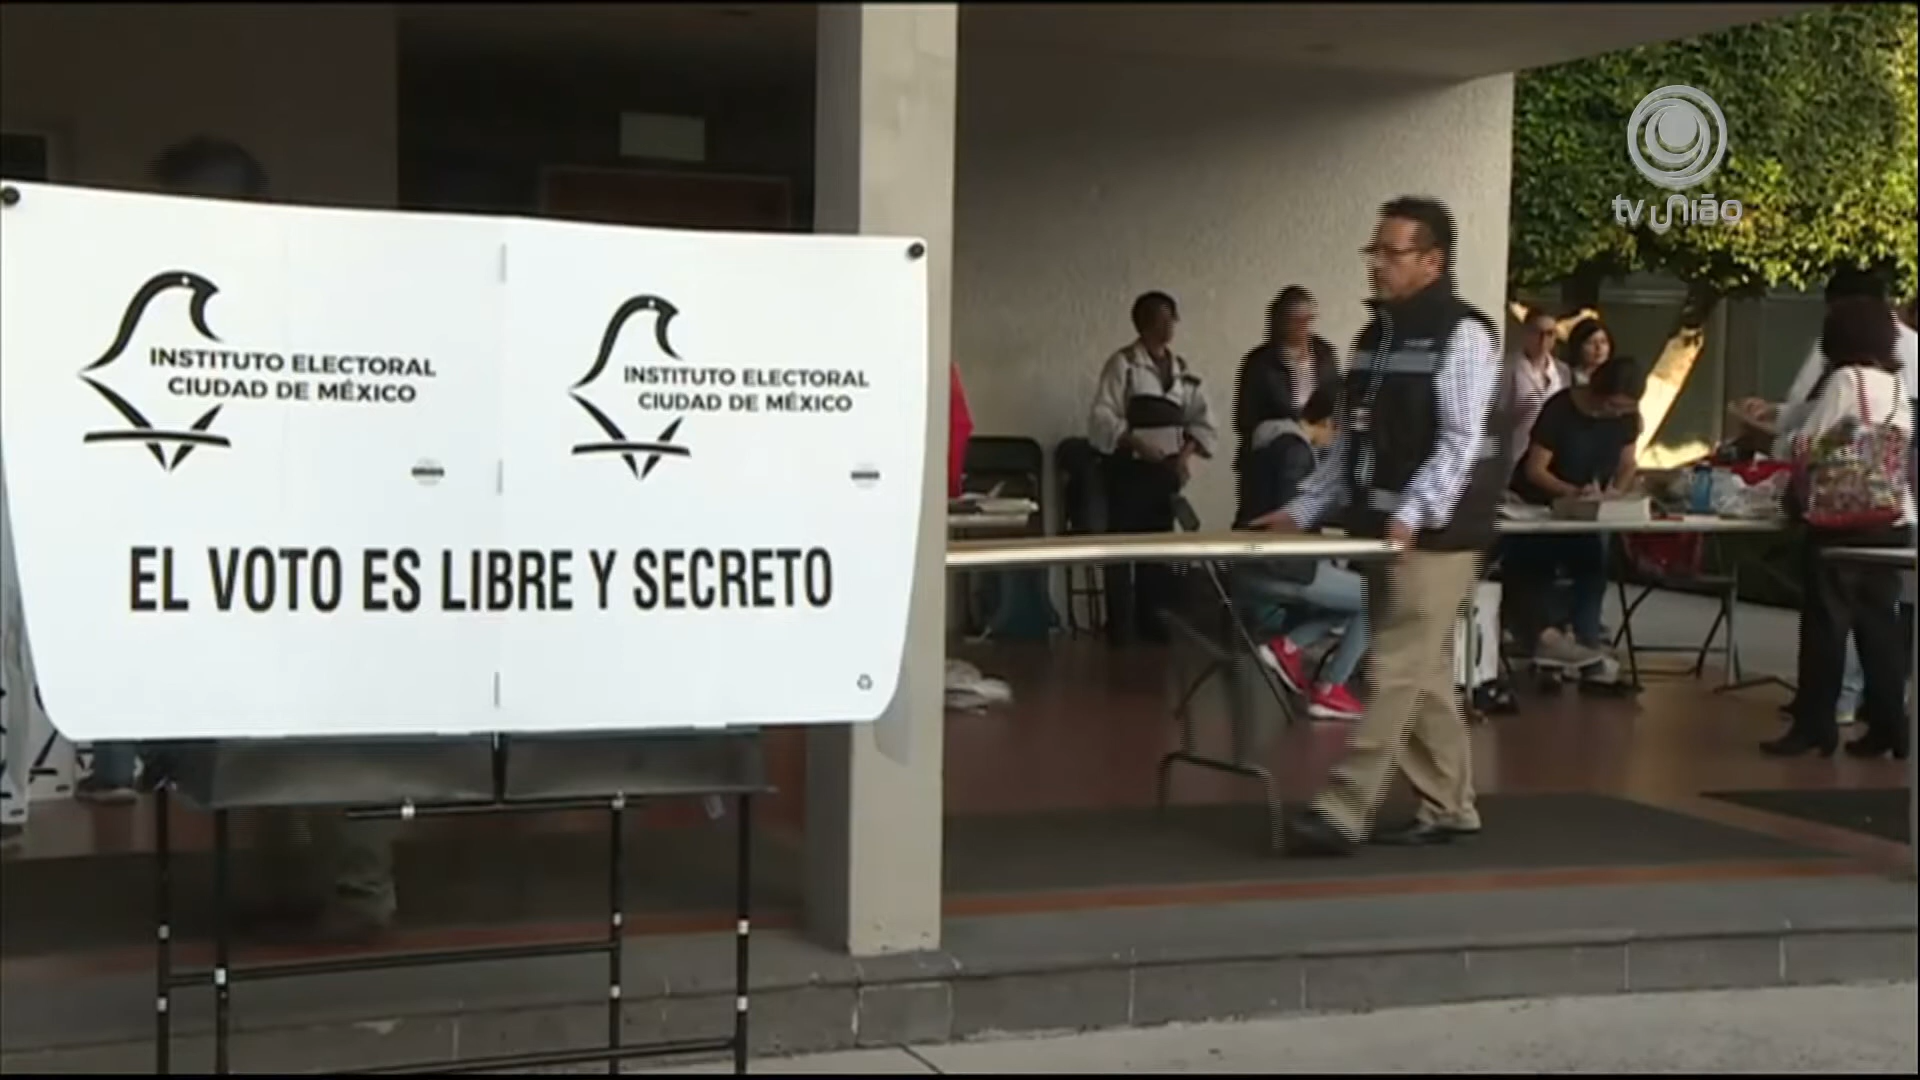 INSTITUTO ELECTORAL
CIUDAD DE MÉXICO
INSTITUTO ELECTORAL
CIUDAD DE MÉXICO
EL VOTO ES LIBRE Y SECRETO
tv união